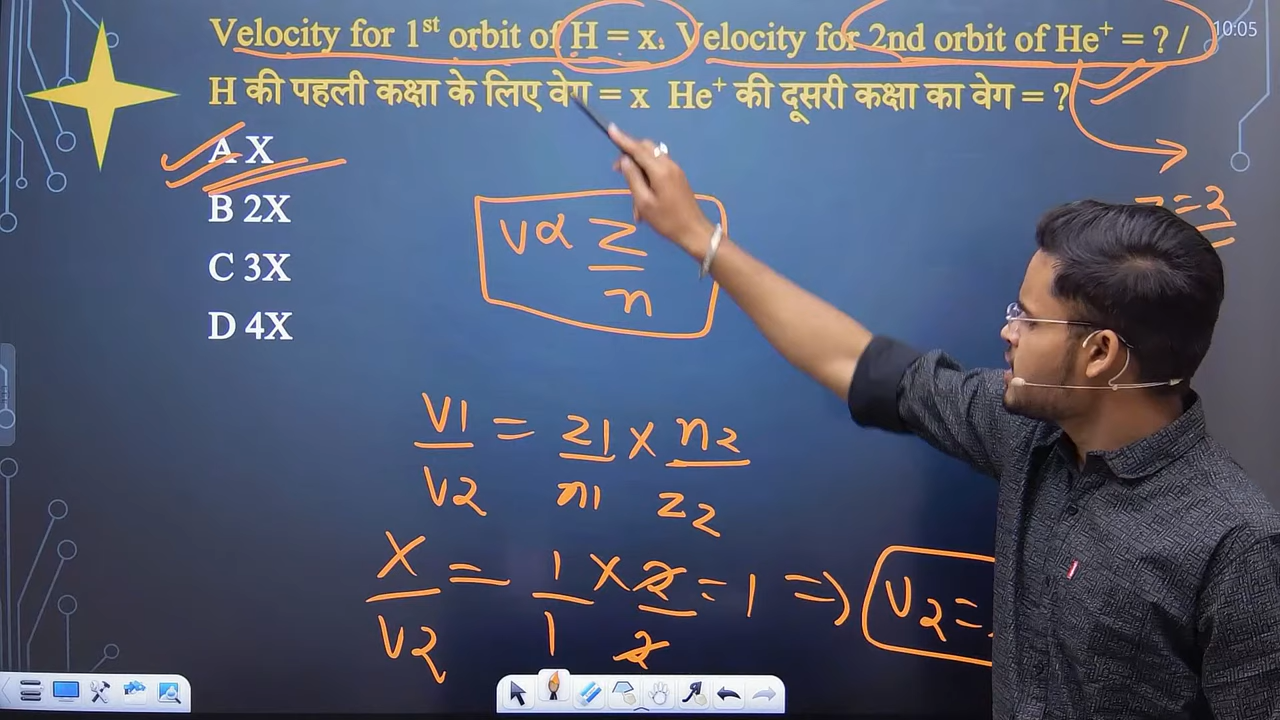 Velocity for 1st orbit of H = x. Velocity for 2nd orbit of He+ = ? /
10:05
H की पहली कक्षा के लिए वेग = x He+ की दूसरी कक्षा का वेग = ?
A X
B 2X
C 3X
D 4X
= 2
V ∝ Z/n
V1/V2 = Z1/n1 × n2/Z2
X/V2 = 1/1 × 2/2 = 1 ⇒ V2 =